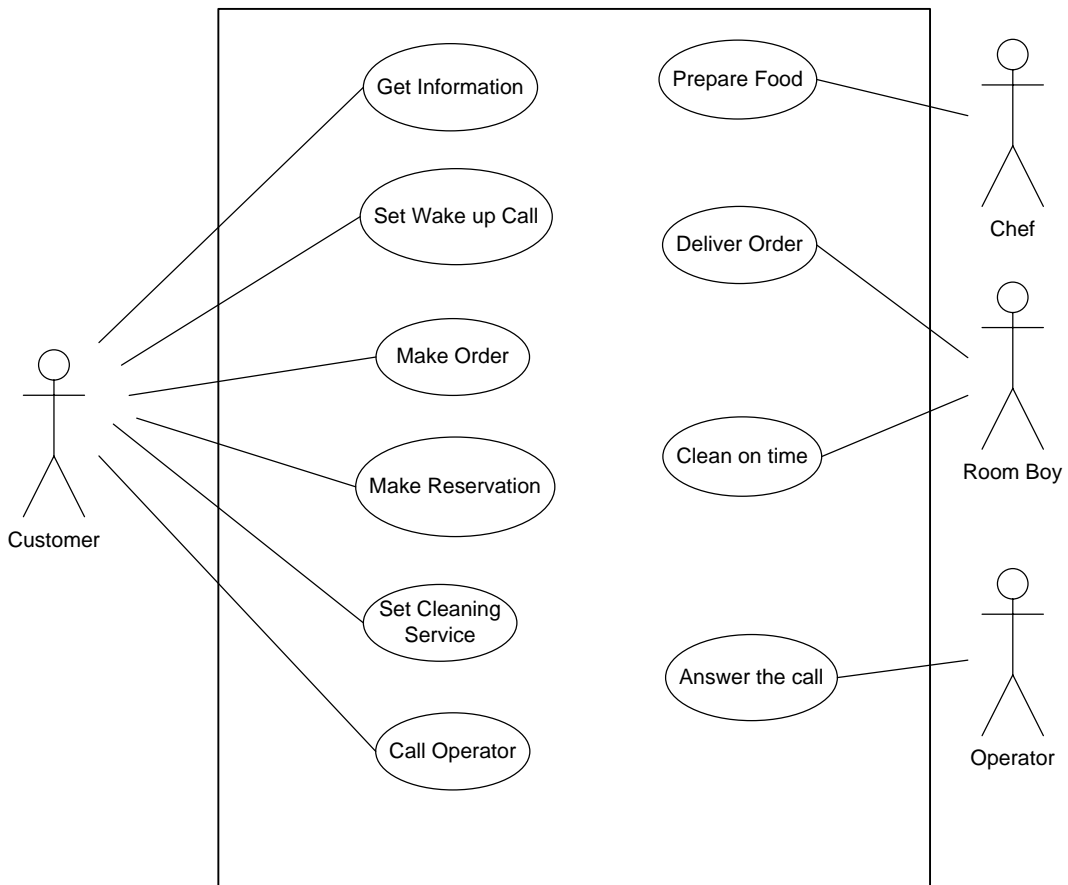 Get Information
Set Wake up Call
Make Order
Make Reservation
Set Cleaning
Service
Call Operator
Prepare Food
Deliver Order
Clean on time
Answer the call
Customer
Chef
Room Boy
Operator